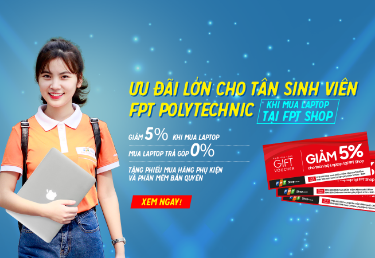 ƯU ĐÃI LỚN CHO TÂN SINH VIÊN
FPT POLYTECHNIC
KHI MUA LAPTOP
TẠI FPT SHOP
GIẢM 5% KHI MUA LAPTOP
MUA LAPTOP TRẢ GÓP 0%
TẶNG PHIẾU MUA HÀNG PHỤ KIỆN
VÀ PHẦN MỀM BẢN QUYỀN
XEM NGAY!
GIFT
VOUCHER
GIẢM 5%